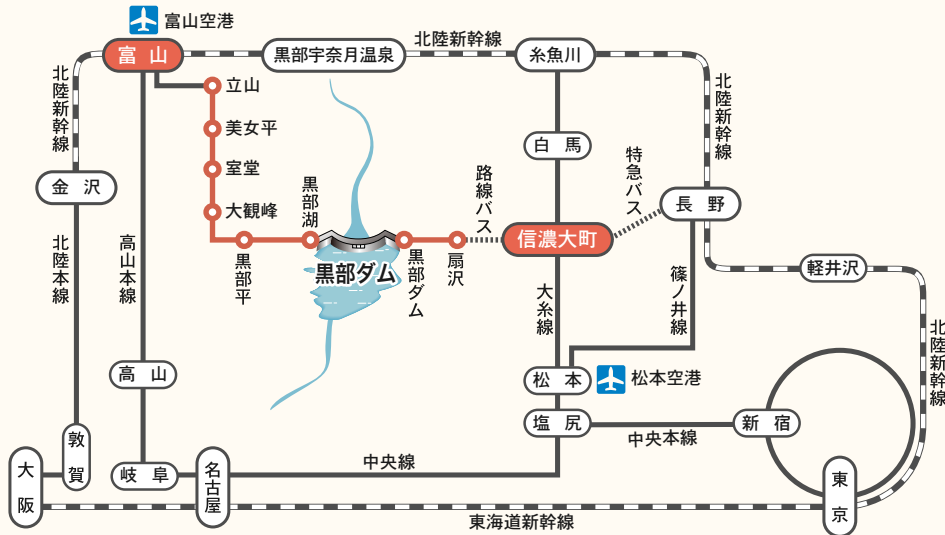 富山空港
北陸新幹線
富山
黒部宇奈月温泉
糸魚川
北陸新幹線
北陸新幹線
立山
美女平
室堂
大観峰
白馬
特急バス
路線バス
金沢
黒部湖
長野
信濃大町
北陸本線
高山本線
黒部平
黒部ダム
黒部ダム
扇沢
大糸線
篠ノ井線
軽井沢
北陸新幹線
高山
松本
松本空港
塩尻
新宿
中央本線
敦賀
大阪
岐阜
名古屋
中央線
東京
東海道新幹線